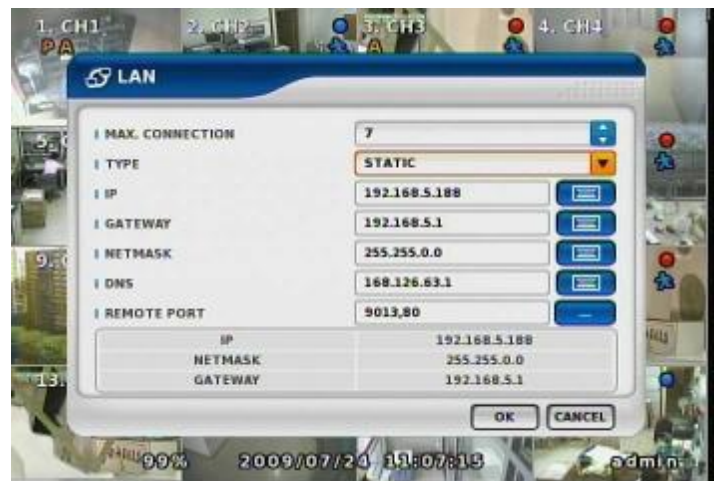 1. CH1
2. CH2
3. CH3
4. CH4
P A
A
LAN
MAX. CONNECTION 7
TYPE STATIC
IP 192.168.5.188
GATEWAY 192.168.5.1
NETMASK 255.255.0.0
DNS 168.126.63.1
REMOTE PORT 9013,80
IP 192.168.5.188
NETMASK 255.255.0.0
GATEWAY 192.168.5.1
OK CANCEL
13.
99% 2009/07/24 11:07:15 admin